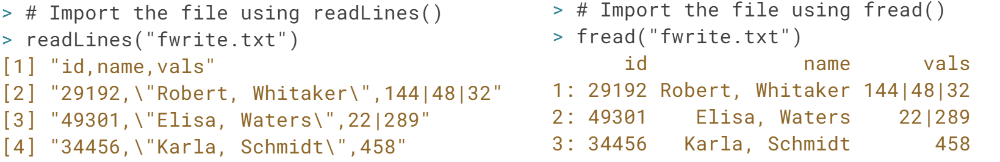 > # Import the file using readLines()
> readLines("fwrite.txt")
[1] "id,name,vals"
[2] "29192,\"Robert, Whitaker\",144|48|32"
[3] "49301,\"Elisa, Waters\",22|289"
[4] "34456,\"Karla, Schmidt\",458"
> # Import the file using fread()
> fread("fwrite.txt")
id name vals
1: 29192 Robert, Whitaker 144|48|32
2: 49301 Elisa, Waters 22|289
3: 34456 Karla, Schmidt 458